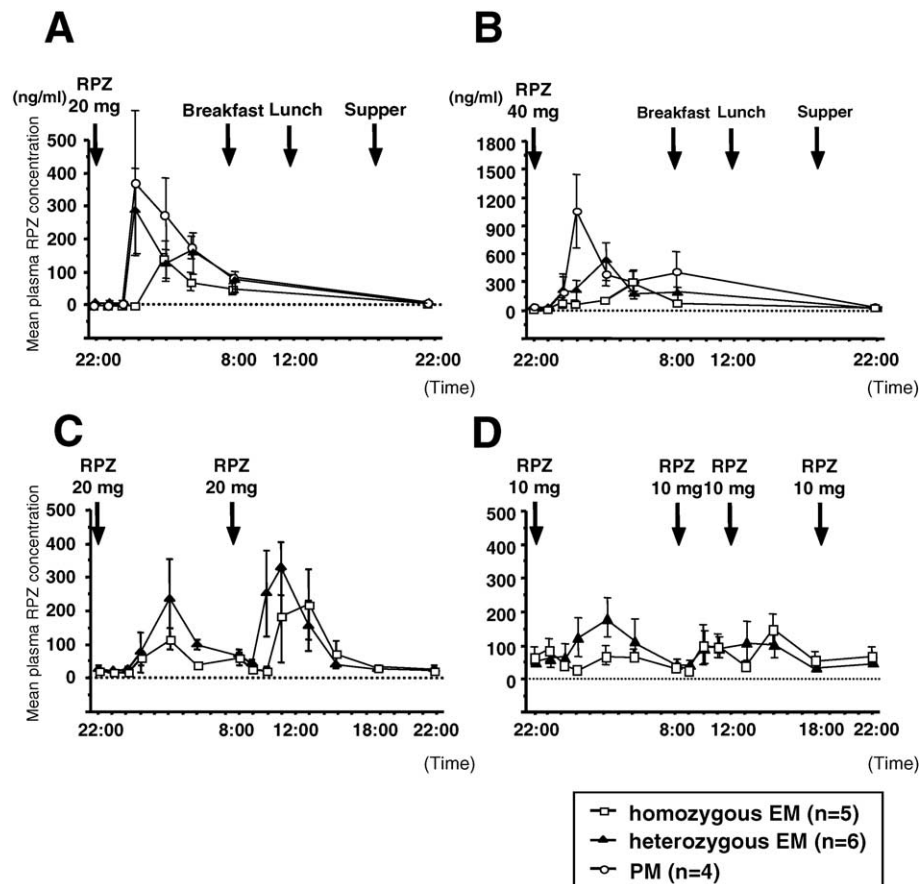 A
B
(ng/ml)
RPZ
20 mg
Breakfast Lunch
Supper
(ng/ml)
RPZ
40 mg
Breakfast Lunch
Supper
Mean plasma RPZ concentration
500
400
300
200
100
0
22:00
8:00
12:00
22:00
(Time)
1800
1500
1200
900
600
300
0
22:00
8:00
12:00
22:00
(Time)
C
D
RPZ
20 mg
RPZ
20 mg
RPZ
10 mg
RPZ
10 mg
RPZ
10 mg
RPZ
10 mg
Mean plasma RPZ concentration
500
400
300
200
100
0
22:00
8:00
12:00
18:00
22:00
(Time)
500
400
300
200
100
0
22:00
8:00
12:00
18:00
22:00
(Time)
homozygous EM (n=5)
heterozygous EM (n=6)
PM (n=4)